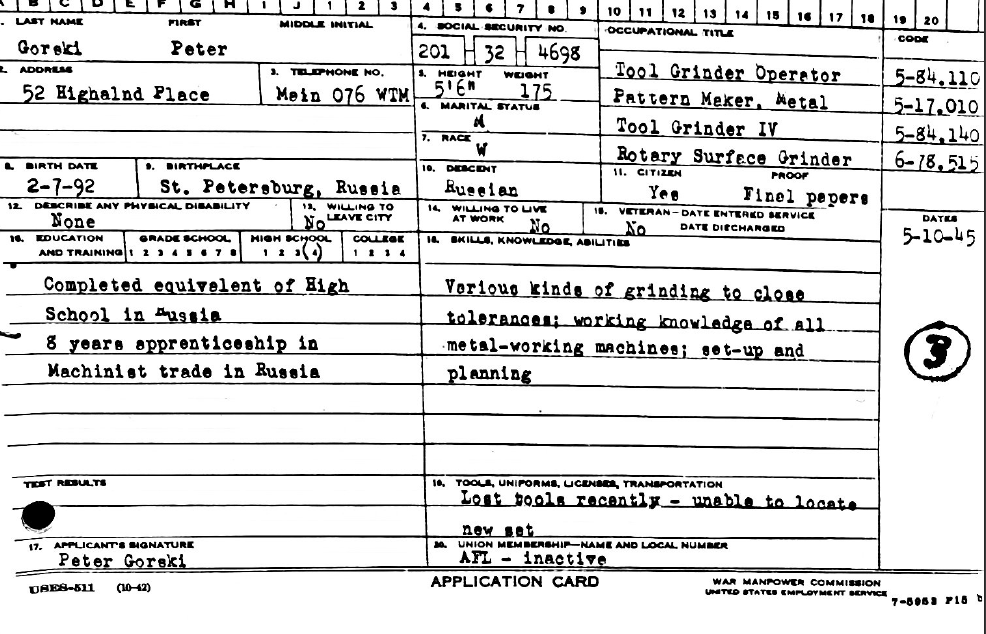 A B C D E F G H I J 1 2 3 4 5 6 7 8 9 10 11 12 13 14 15 16 17 18 19 20
1. LAST NAME FIRST MIDDLE INITIAL
Gorski Peter
4. SOCIAL SECURITY NO.
201 32 4698
OCCUPATIONAL TITLE CODE
Tool Grinder Operator 5-84.110
Pattern Maker, Metal 5-17.010
Tool Grinder IV 5-84.140
Rotary Surface Grinder 6-78.515
2. ADDRESS
52 Highalnd Place
3. TELEPHONE NO.
Main 076 WTM
5. HEIGHT WEIGHT
5'6" 175
6. MARITAL STATUS
M
7. RACE
W
8. BIRTH DATE
2-7-92
9. BIRTHPLACE
St. Petersburg, Russia
10. DESCENT
Russian
11. CITIZEN PROOF
Yes Final papers
12. DESCRIBE ANY PHYSICAL DISABILITY
None
13. WILLING TO LEAVE CITY
No
14. WILLING TO LIVE AT WORK
No
15. VETERAN - DATE ENTERED SERVICE
No DATE DISCHARGED
DATES
5-10-45
16. EDUCATION AND TRAINING
GRADE SCHOOL
1 2 3 4 5 6 7 8
HIGH SCHOOL
1 2 3 (4)
COLLEGE
1 2 3 4
Completed equivelent of High
School in Russia
8 years apprenticeship in
Machinist trade in Russia
18. SKILLS, KNOWLEDGE, ABILITIES
Various kinds of grinding to close
tolerances; working knowledge of all
metal-working machines; set-up and
planning
3
TEST RESULTS
19. TOOLS, UNIFORMS, LICENSES, TRANSPORTATION
Lost tools recently - unable to locate
new set
17. APPLICANT'S SIGNATURE
Peter Gorski
20. UNION MEMBERSHIP—NAME AND LOCAL NUMBER
AFL - inactive
USES-511 (10-42)
APPLICATION CARD
WAR MANPOWER COMMISSION
UNITED STATES EMPLOYMENT SERVICE